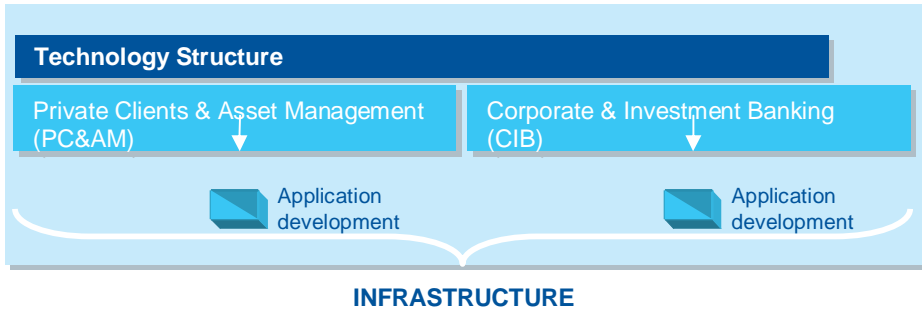 Technology Structure
Private Clients & Asset Management
(PC&AM)
Corporate & Investment Banking
(CIB)
Application
development
Application
development
INFRASTRUCTURE